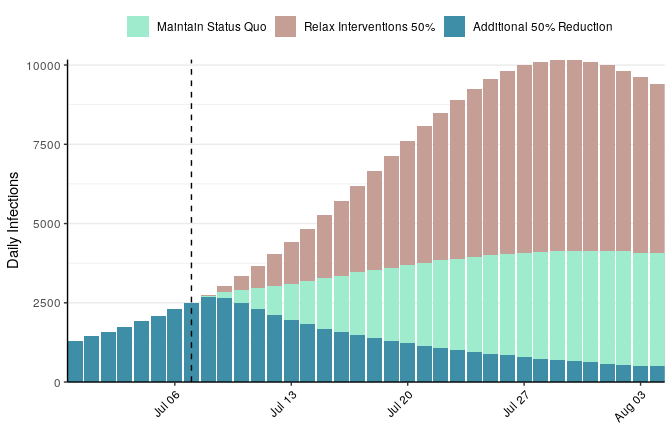 Maintain Status Quo Relax Interventions 50% Additional 50% Reduction
10000
7500
5000
2500
0
Daily Infections
Jul 06 Jul 13 Jul 20 Jul 27 Aug 03